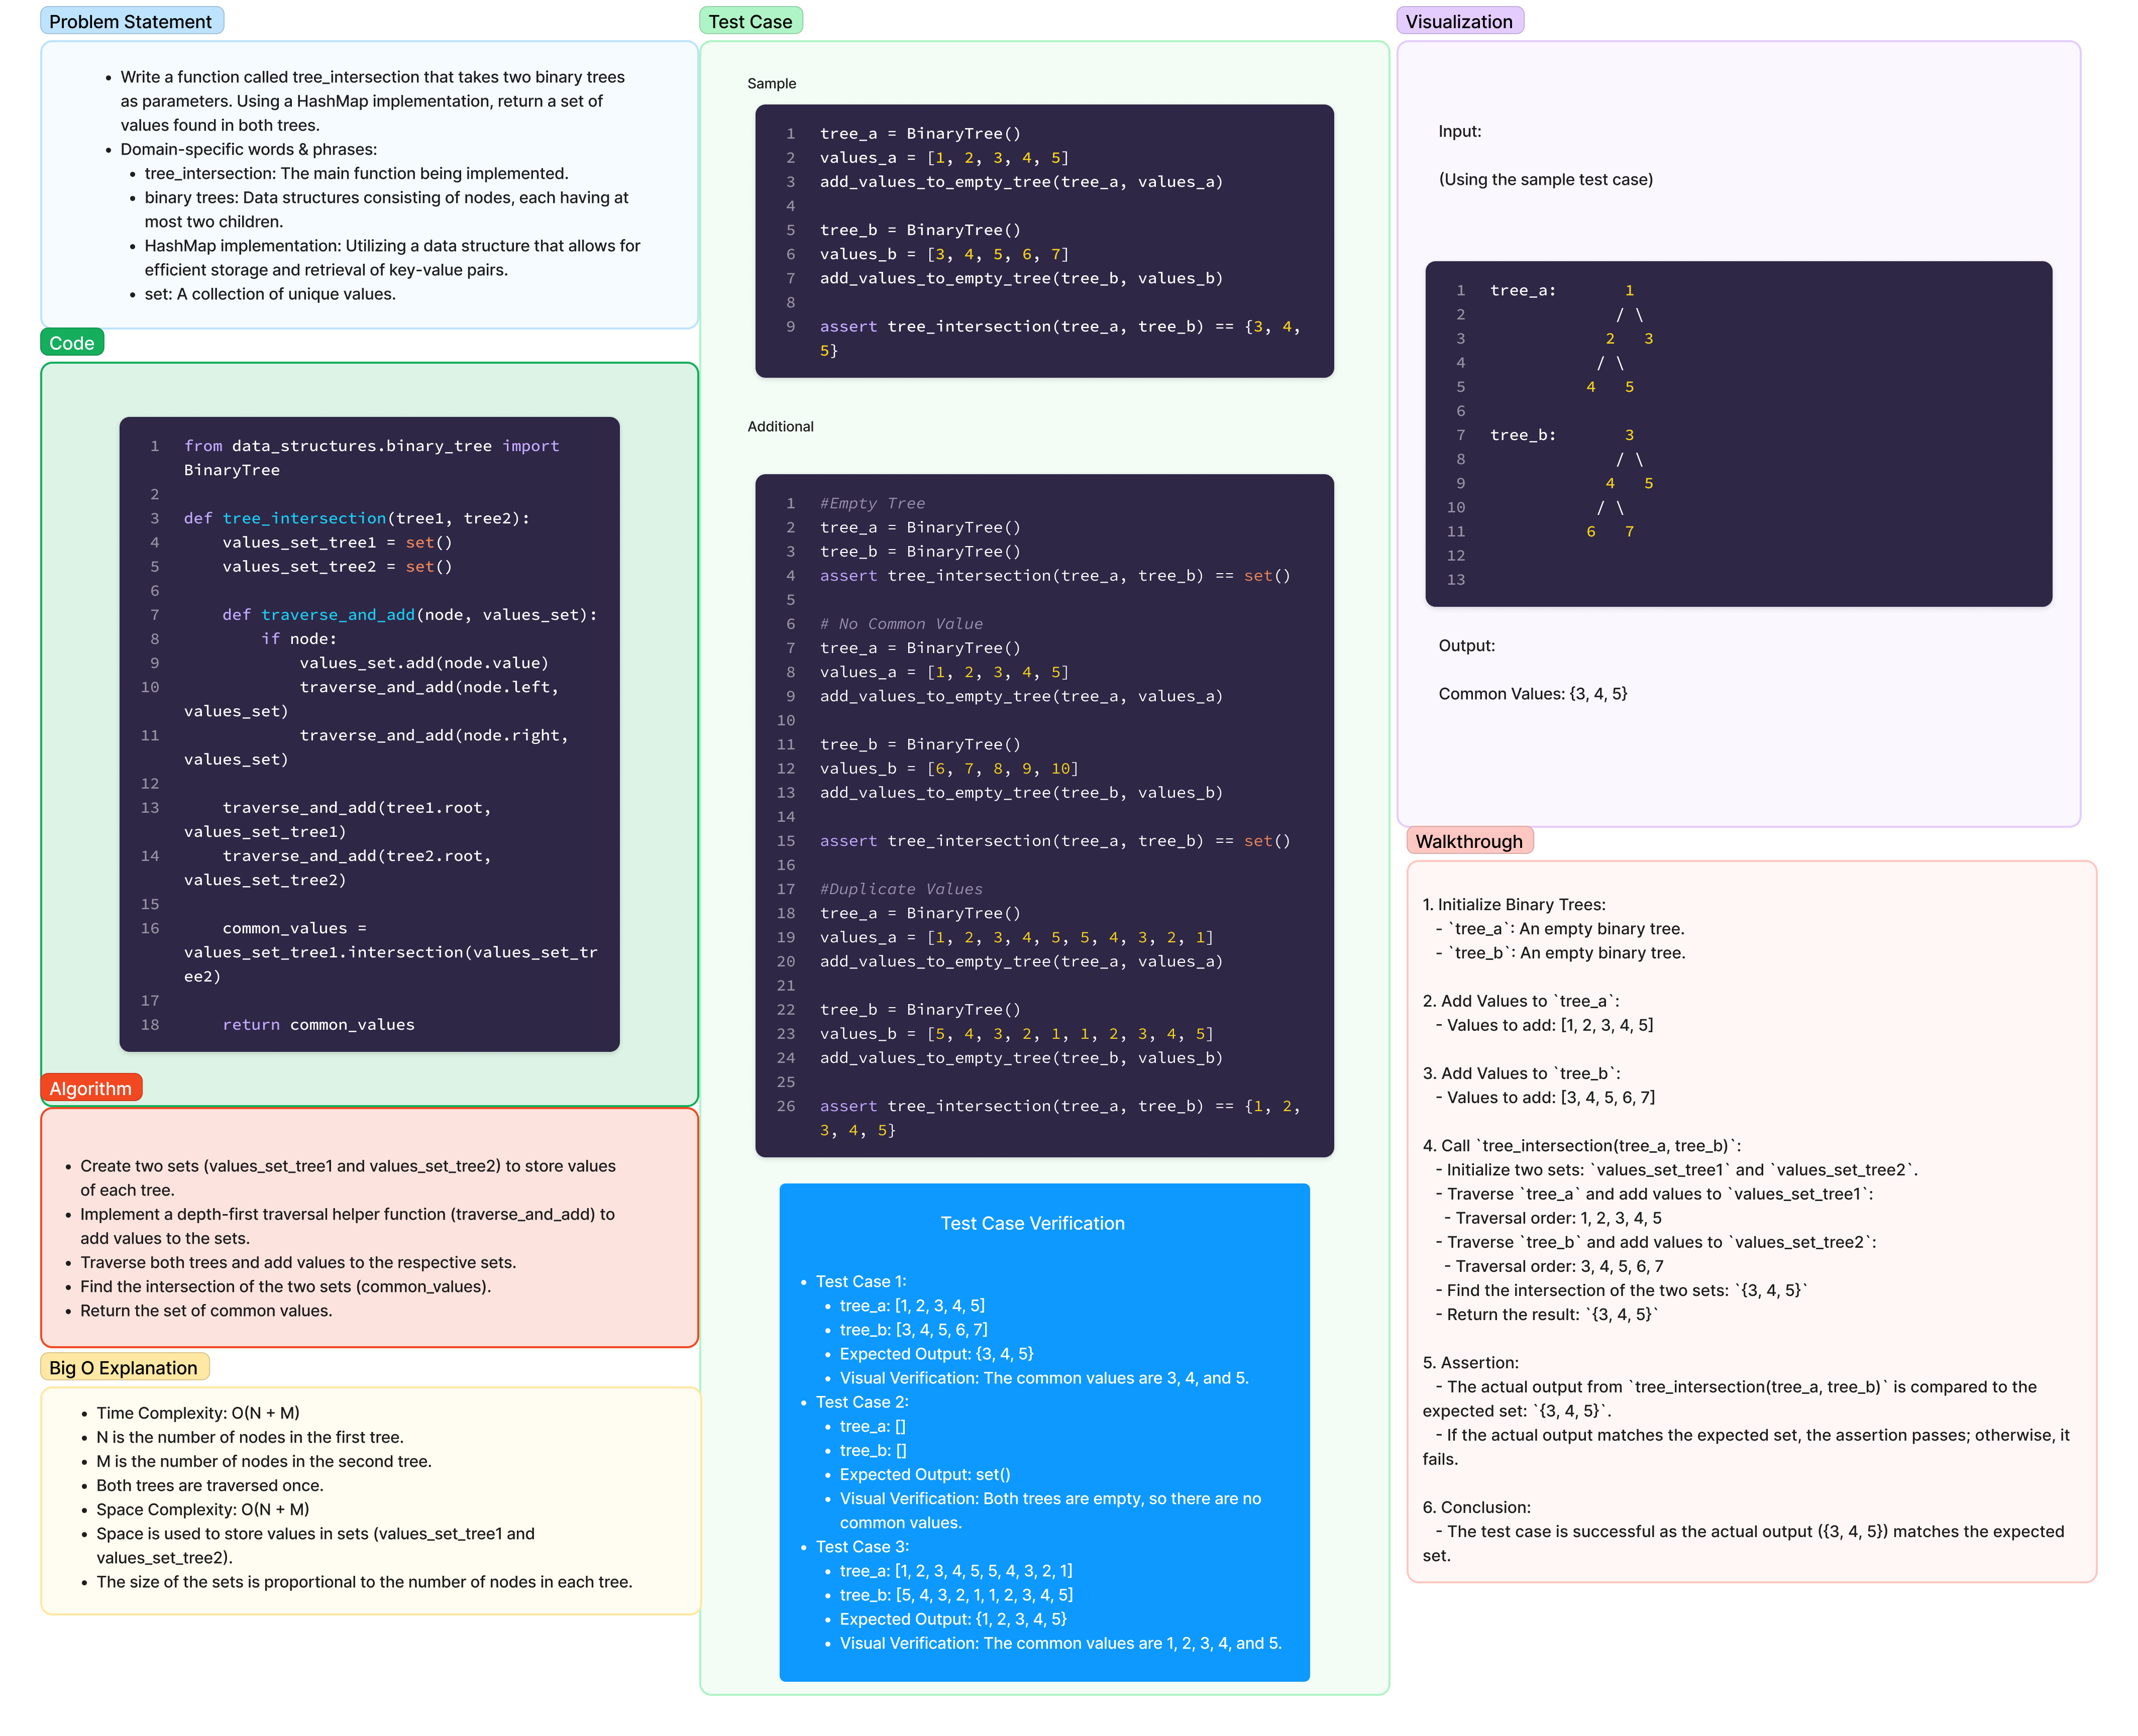 Problem Statement
• Write a function called tree_intersection that takes two binary trees
as parameters. Using a HashMap implementation, return a set of
values found in both trees.
• Domain-specific words & phrases:
• tree_intersection: The main function being implemented.
• binary trees: Data structures consisting of nodes, each having at
most two children.
• HashMap implementation: Utilizing a data structure that allows for
efficient storage and retrieval of key-value pairs.
• set: A collection of unique values.
Code
1 from data_structures.binary_tree import
BinaryTree
2
3 def tree_intersection(tree1, tree2):
4     values_set_tree1 = set()
5     values_set_tree2 = set()
6
7     def traverse_and_add(node, values_set):
8         if node:
9             values_set.add(node.value)
10             traverse_and_add(node.left,
values_set)
11             traverse_and_add(node.right,
values_set)
12
13     traverse_and_add(tree1.root,
values_set_tree1)
14     traverse_and_add(tree2.root,
values_set_tree2)
15
16     common_values =
values_set_tree1.intersection(values_set_tr
ee2)
17
18     return common_values
Algorithm
• Create two sets (values_set_tree1 and values_set_tree2) to store values
of each tree.
• Implement a depth-first traversal helper function (traverse_and_add) to
add values to the sets.
• Traverse both trees and add values to the respective sets.
• Find the intersection of the two sets (common_values).
• Return the set of common values.
Big O Explanation
• Time Complexity: O(N + M)
• N is the number of nodes in the first tree.
• M is the number of nodes in the second tree.
• Both trees are traversed once.
• Space Complexity: O(N + M)
• Space is used to store values in sets (values_set_tree1 and
values_set_tree2).
• The size of the sets is proportional to the number of nodes in each tree.
Test Case
Sample
1 tree_a = BinaryTree()
2 values_a = [1, 2, 3, 4, 5]
3 add_values_to_empty_tree(tree_a, values_a)
4
5 tree_b = BinaryTree()
6 values_b = [3, 4, 5, 6, 7]
7 add_values_to_empty_tree(tree_b, values_b)
8
9 assert tree_intersection(tree_a, tree_b) == {3, 4,
5}
Additional
1 #Empty Tree
2 tree_a = BinaryTree()
3 tree_b = BinaryTree()
4 assert tree_intersection(tree_a, tree_b) == set()
5
6 # No Common Value
7 tree_a = BinaryTree()
8 values_a = [1, 2, 3, 4, 5]
9 add_values_to_empty_tree(tree_a, values_a)
10
11 tree_b = BinaryTree()
12 values_b = [6, 7, 8, 9, 10]
13 add_values_to_empty_tree(tree_b, values_b)
14
15 assert tree_intersection(tree_a, tree_b) == set()
16
17 #Duplicate Values
18 tree_a = BinaryTree()
19 values_a = [1, 2, 3, 4, 5, 5, 4, 3, 2, 1]
20 add_values_to_empty_tree(tree_a, values_a)
21
22 tree_b = BinaryTree()
23 values_b = [5, 4, 3, 2, 1, 1, 2, 3, 4, 5]
24 add_values_to_empty_tree(tree_b, values_b)
25
26 assert tree_intersection(tree_a, tree_b) == {1, 2,
3, 4, 5}
Test Case Verification
• Test Case 1:
• tree_a: [1, 2, 3, 4, 5]
• tree_b: [3, 4, 5, 6, 7]
• Expected Output: {3, 4, 5}
• Visual Verification: The common values are 3, 4, and 5.
• Test Case 2:
• tree_a: []
• tree_b: []
• Expected Output: set()
• Visual Verification: Both trees are empty, so there are no
common values.
• Test Case 3:
• tree_a: [1, 2, 3, 4, 5, 5, 4, 3, 2, 1]
• tree_b: [5, 4, 3, 2, 1, 1, 2, 3, 4, 5]
• Expected Output: {1, 2, 3, 4, 5}
• Visual Verification: The common values are 1, 2, 3, 4, and 5.
Visualization
Input:
(Using the sample test case)
1 tree_a:       1
2              / \
3             2   3
4            / \
5           4   5
6
7 tree_b:       3
8              / \
9             4   5
10            / \
11           6   7
12
13
Output:
Common Values: {3, 4, 5}
Walkthrough
1. Initialize Binary Trees:
- `tree_a`: An empty binary tree.
- `tree_b`: An empty binary tree.
2. Add Values to `tree_a`:
- Values to add: [1, 2, 3, 4, 5]
3. Add Values to `tree_b`:
- Values to add: [3, 4, 5, 6, 7]
4. Call `tree_intersection(tree_a, tree_b)`:
- Initialize two sets: `values_set_tree1` and `values_set_tree2`.
- Traverse `tree_a` and add values to `values_set_tree1`:
- Traversal order: 1, 2, 3, 4, 5
- Traverse `tree_b` and add values to `values_set_tree2`:
- Traversal order: 3, 4, 5, 6, 7
- Find the intersection of the two sets: `{3, 4, 5}`
- Return the result: `{3, 4, 5}`
5. Assertion:
- The actual output from `tree_intersection(tree_a, tree_b)` is compared to the
expected set: `{3, 4, 5}`.
- If the actual output matches the expected set, the assertion passes; otherwise, it
fails.
6. Conclusion:
- The test case is successful as the actual output ({3, 4, 5}) matches the expected
set.